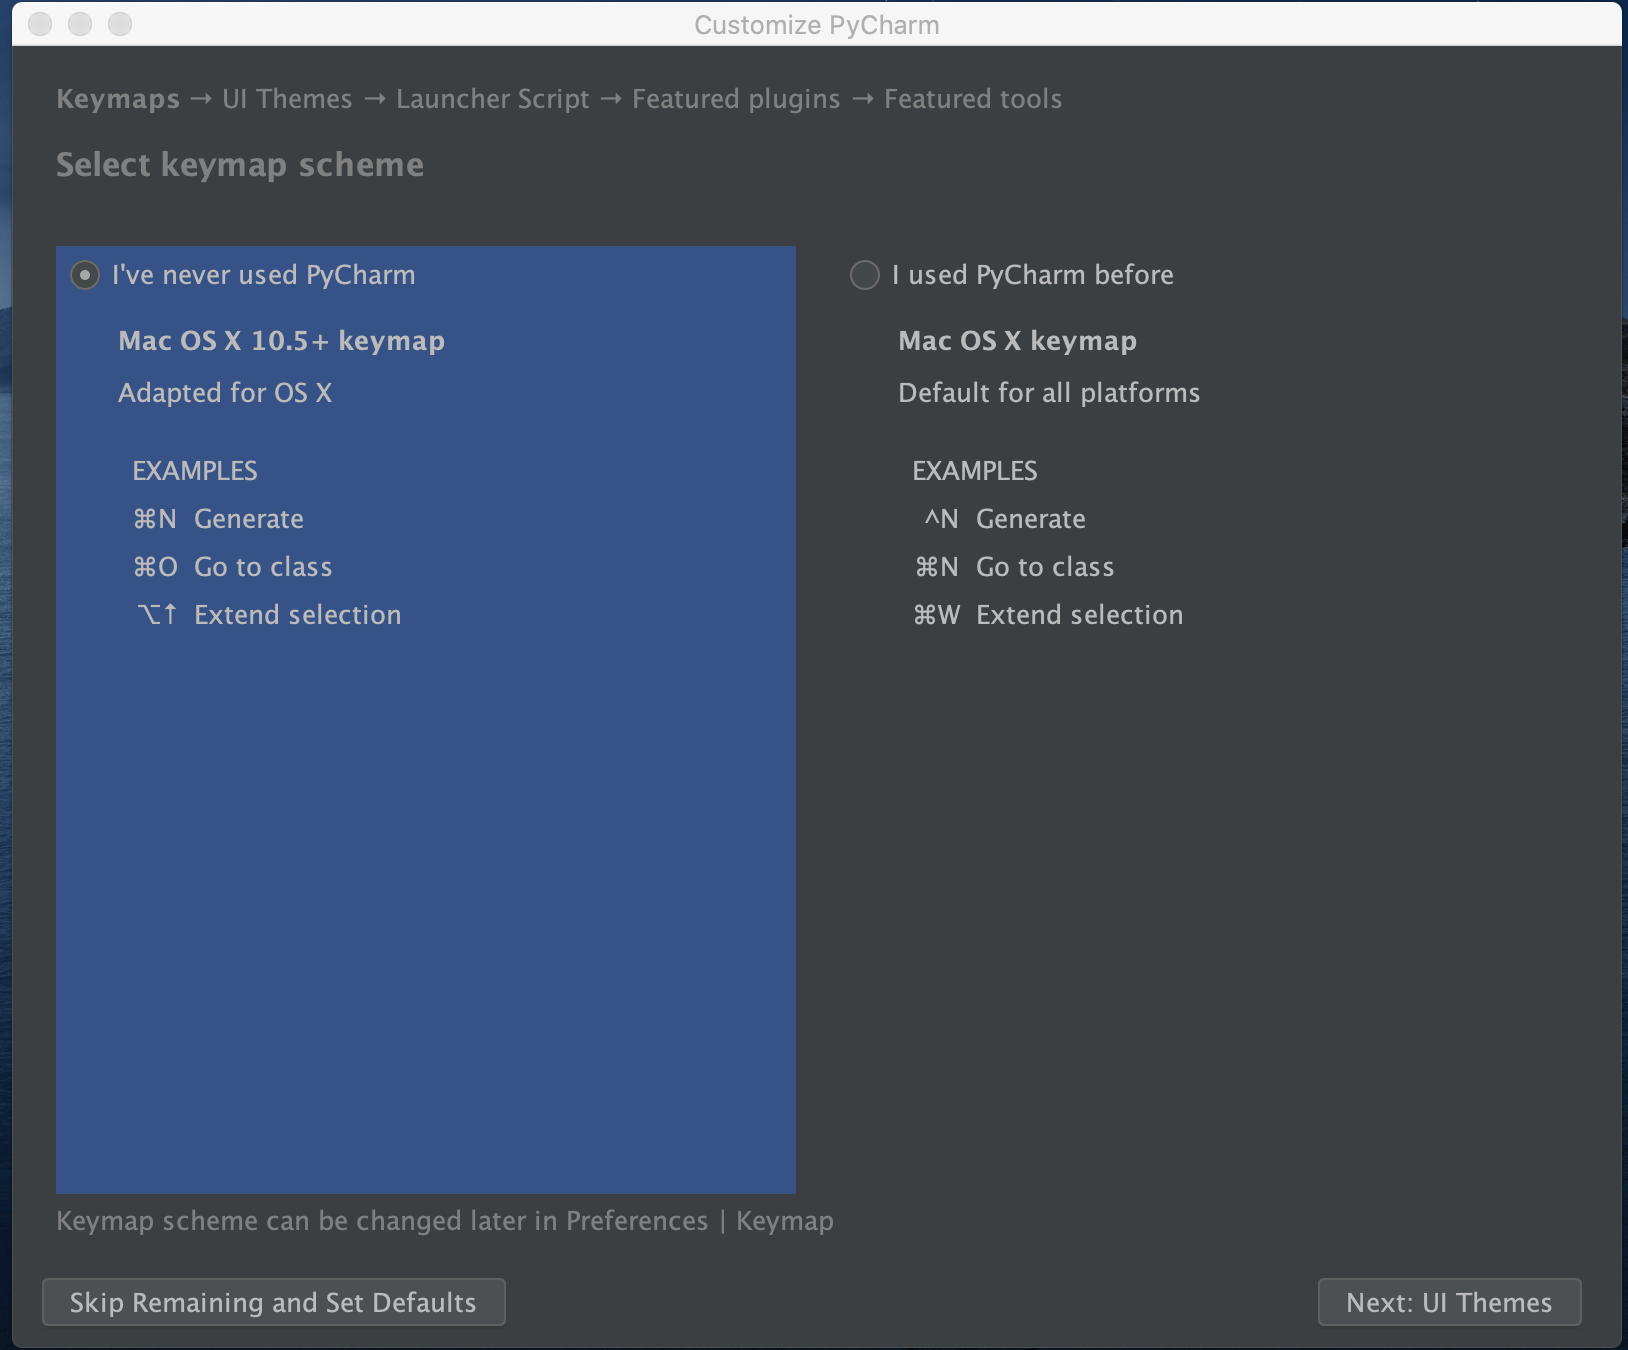 Customize PyCharm
Keymaps → UI Themes → Launcher Script → Featured plugins → Featured tools
Select keymap scheme
I've never used PyCharm
Mac OS X 10.5+ keymap
Adapted for OS X
EXAMPLES
⌘N Generate
⌘O Go to class
⌥↑ Extend selection
I used PyCharm before
Mac OS X keymap
Default for all platforms
EXAMPLES
^N Generate
⌘N Go to class
⌘W Extend selection
Keymap scheme can be changed later in Preferences | Keymap
Skip Remaining and Set Defaults
Next: UI Themes